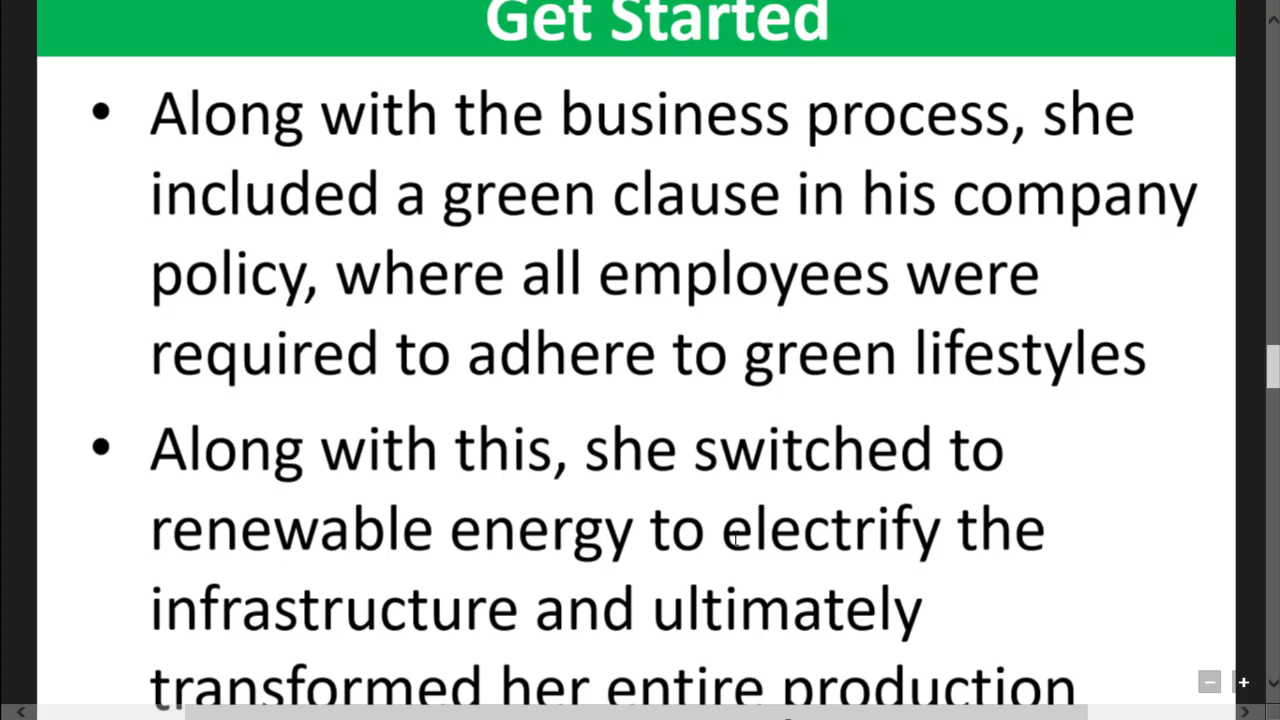 Get Started
• Along with the business process, she
included a green clause in his company
policy, where all employees were
required to adhere to green lifestyles
• Along with this, she switched to
renewable energy to electrify the
infrastructure and ultimately
transformed her entire production